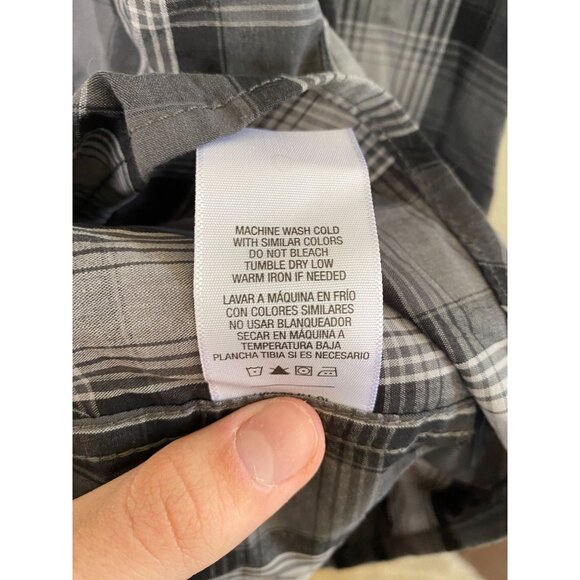 MACHINE WASH COLD
WITH SIMILAR COLORS
DO NOT BLEACH
TUMBLE DRY LOW
WARM IRON IF NEEDED
LAVAR A MÁQUINA EN FRÍO
CON COLORES SIMILARES
NO USAR BLANQUEADOR
SECAR EN MÁQUINA A
TEMPERATURA BAJA
PLANCHA TIBIA SI ES NECESARIO